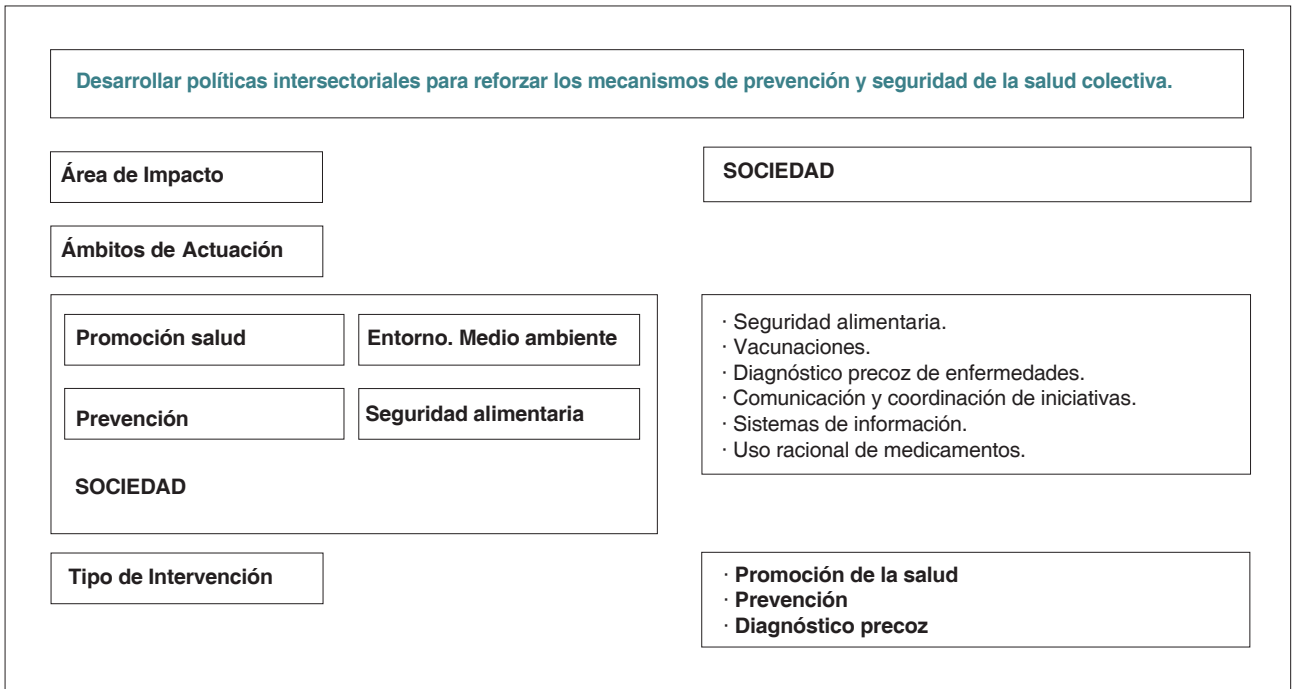 Desarrollar políticas intersectoriales para reforzar los mecanismos de prevención y seguridad de la salud colectiva.
Área de Impacto
SOCIEDAD
Ámbitos de Actuación
Promoción salud
Entorno. Medio ambiente
Prevención
Seguridad alimentaria
SOCIEDAD
· Seguridad alimentaria.
· Vacunaciones.
· Diagnóstico precoz de enfermedades.
· Comunicación y coordinación de iniciativas.
· Sistemas de información.
· Uso racional de medicamentos.
Tipo de Intervención
· Promoción de la salud
· Prevención
· Diagnóstico precoz